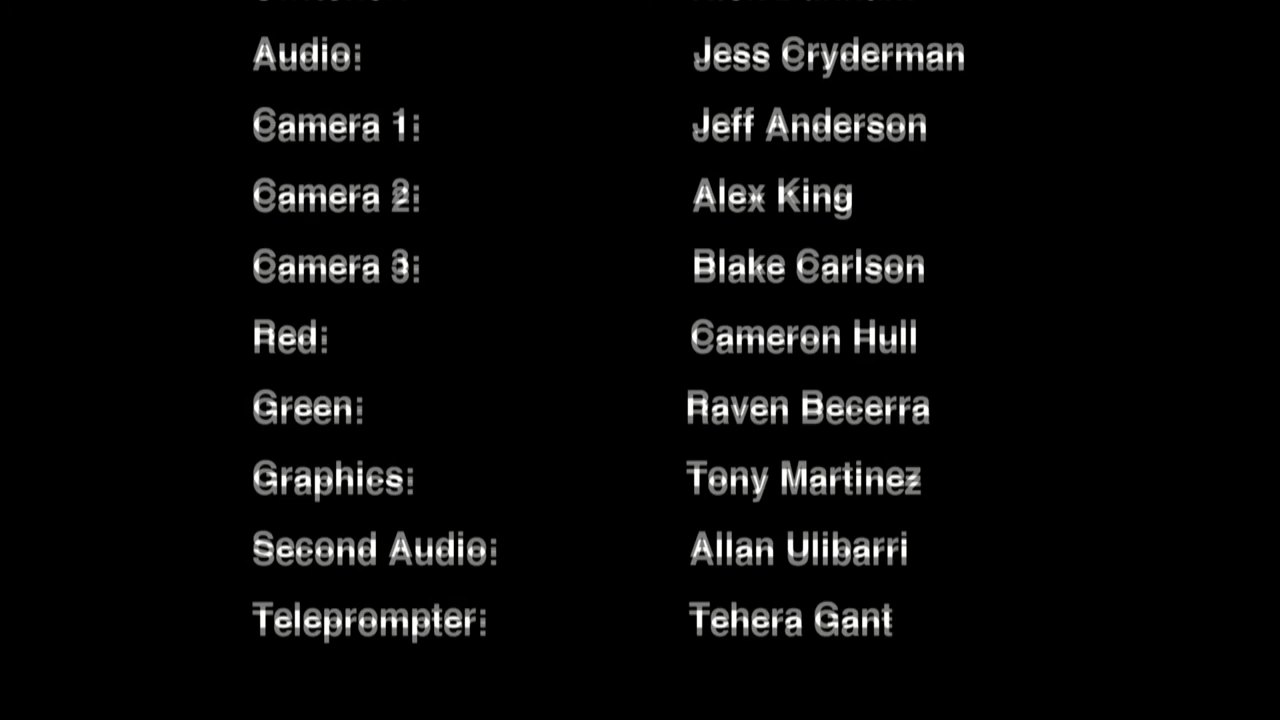 Audio: Jess Cryderman
Camera 1: Jeff Anderson
Camera 2: Alex King
Camera 3: Blake Carlson
Red: Cameron Hull
Green: Raven Becerra
Graphics: Tony Martinez
Second Audio: Allan Ulibarri
Teleprompter: Tehera Gant